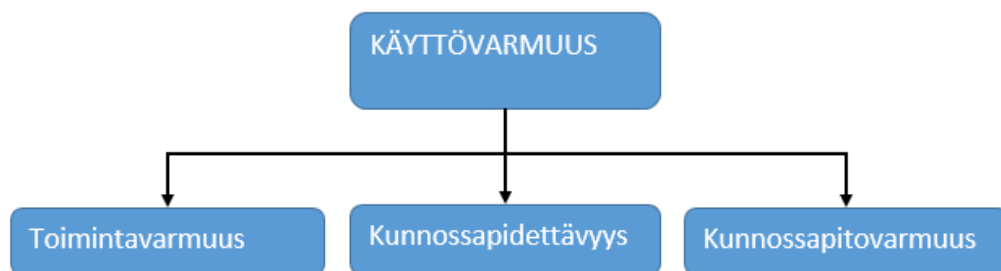 KÄYTTÖVARMUUS
Toimintavarmuus
Kunnossapidettävyys
Kunnossapitovarmuus